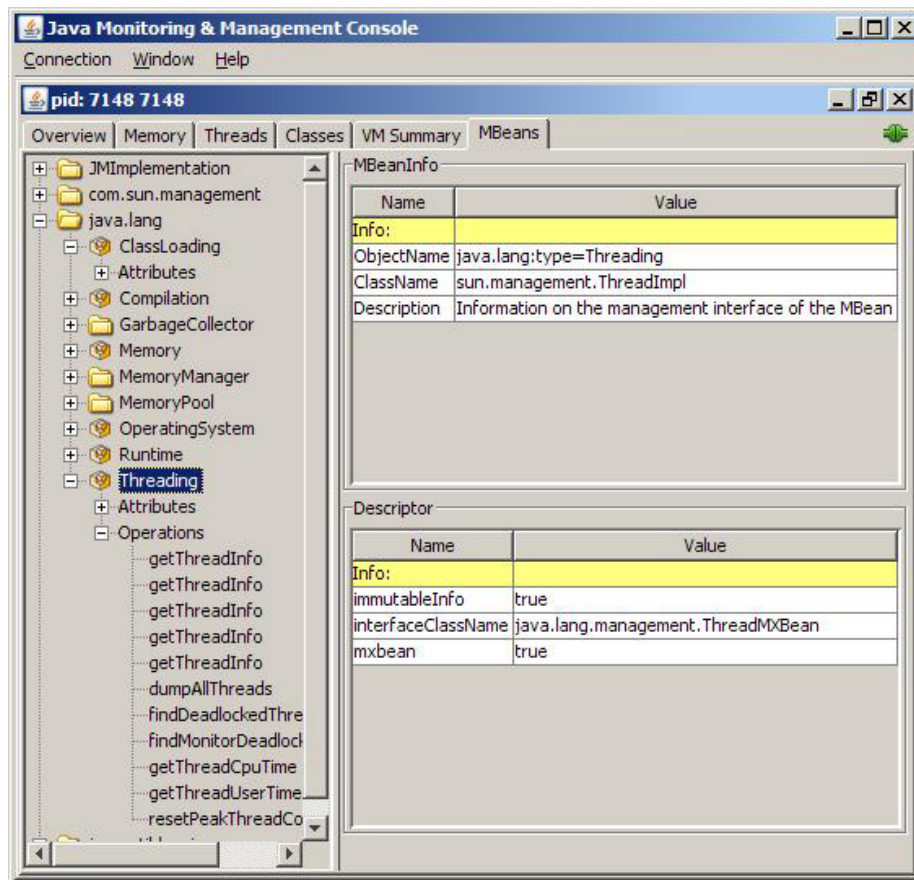 Java Monitoring & Management Console
Connection Window Help
pid: 7148 7148
Overview Memory Threads Classes VM Summary MBeans
JMImplementation
com.sun.management
java.lang
ClassLoading
Attributes
Compilation
GarbageCollector
Memory
MemoryManager
MemoryPool
OperatingSystem
Runtime
Threading
Attributes
Operations
getThreadInfo
getThreadInfo
getThreadInfo
getThreadInfo
getThreadInfo
dumpAllThreads
findDeadlockedThre
findMonitorDeadlock
getThreadCpuTime
getThreadUserTime
resetPeakThreadCo
MBeanInfo
Name Value
Info:
ObjectName java.lang:type=Threading
ClassName sun.management.ThreadImpl
Description Information on the management interface of the MBean
Descriptor
Name Value
Info:
immutableInfo true
interfaceClassName java.lang.management.ThreadMXBean
mxbean true